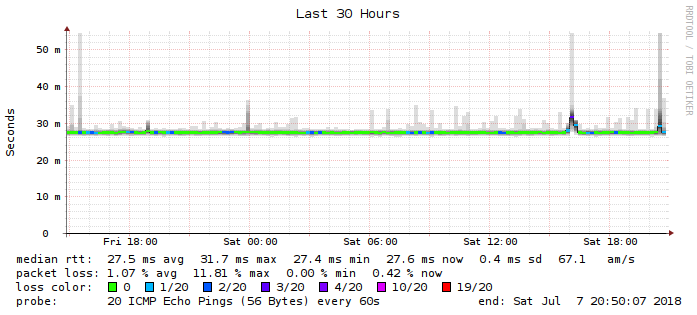 Last 30 Hours
RRDTOOL / TOBI OETIKER
Seconds
50 m
40 m
30 m
20 m
10 m
0
Fri 18:00 Sat 00:00 Sat 06:00 Sat 12:00 Sat 18:00
median rtt: 27.5 ms avg 31.7 ms max 27.4 ms min 27.6 ms now 0.4 ms sd 67.1 am/s
packet loss: 1.07 % avg 11.81 % max 0.00 % min 0.42 % now
loss color: 0 1/20 2/20 3/20 4/20 10/20 19/20
probe: 20 ICMP Echo Pings (56 Bytes) every 60s end: Sat Jul 7 20:50:07 2018